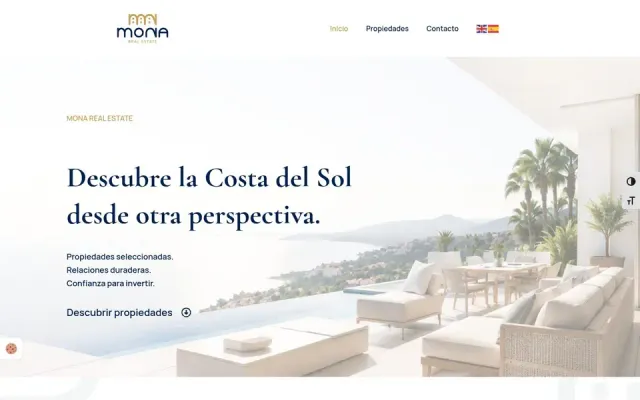 MONA
REAL ESTATE
Inicio
Propiedades
Contacto
MONA REAL ESTATE
Descubre la Costa del Sol
desde otra perspectiva.
Propiedades seleccionadas.
Relaciones duraderas.
Confianza para invertir.
Descubrir propiedades